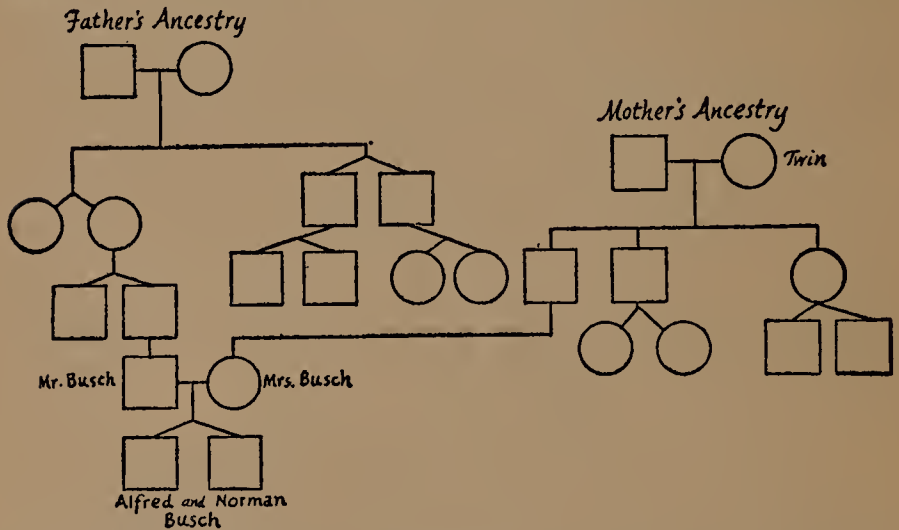 Father's Ancestry
Mother's Ancestry
Twin
Mr. Busch
Mrs. Busch
Alfred and Norman
Busch